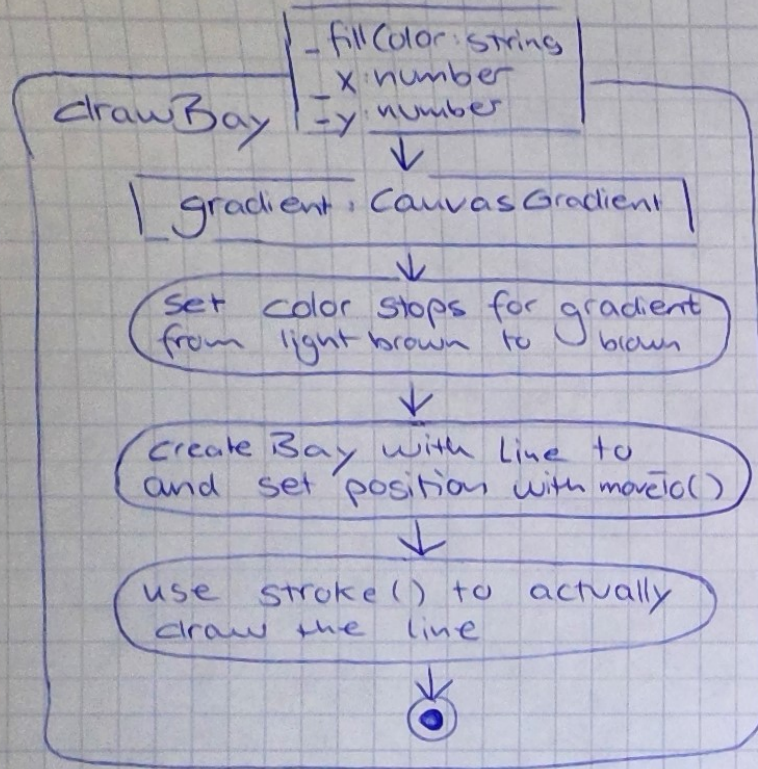 _fillColor: string
_x: number
drawBay
_y: number
gradient: CanvasGradient
set color stops for gradient
from light brown to brown
create Bay with line to
and set position with moveTo()
use stroke() to actually
draw the line